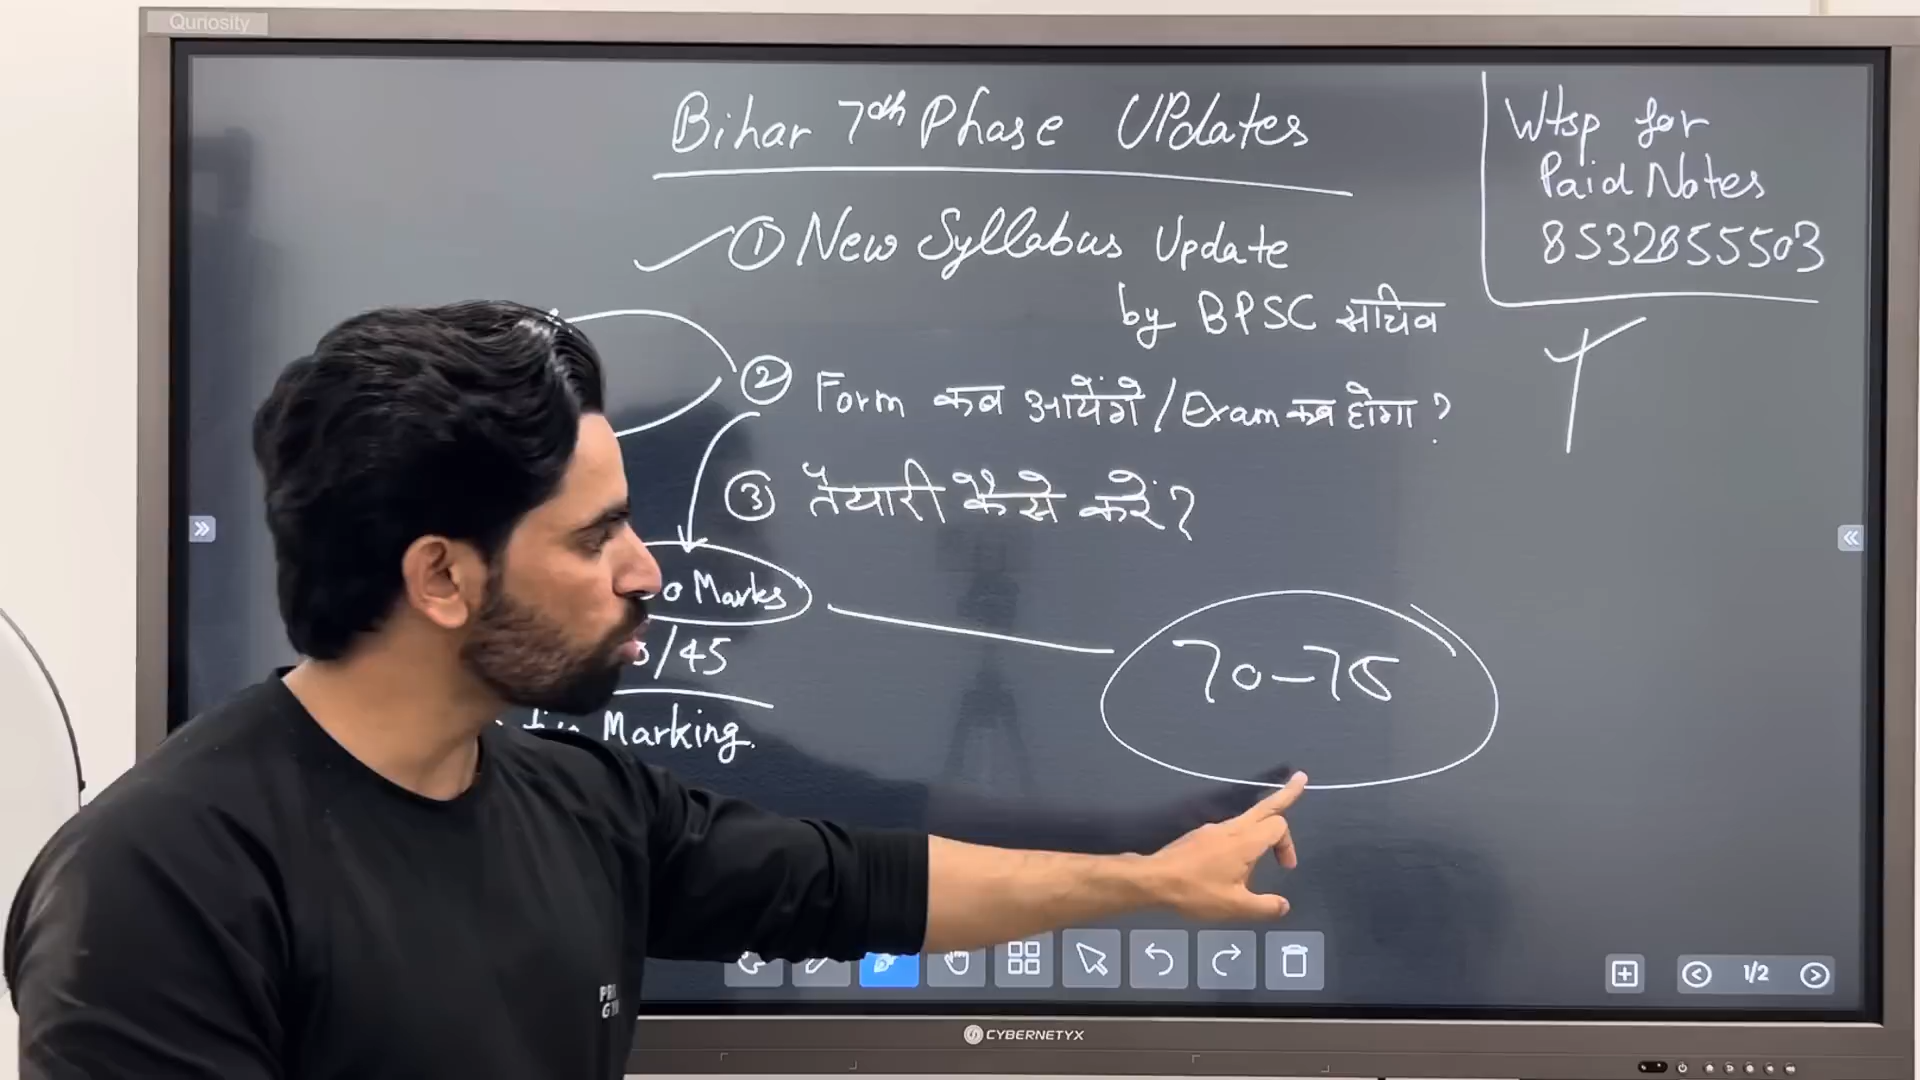 Quriosity
Bihar 7th Phase UPdates
① New Syllabus Update
by BPSC सचिव
Wtsp for
Paid Notes
8532855503
② Form कब आयेंगे / Exam कब होगा ?
③ तैयारी कैसे करें ?
Marks
/45
Marking.
70-75
1/2
CYBERNETYX